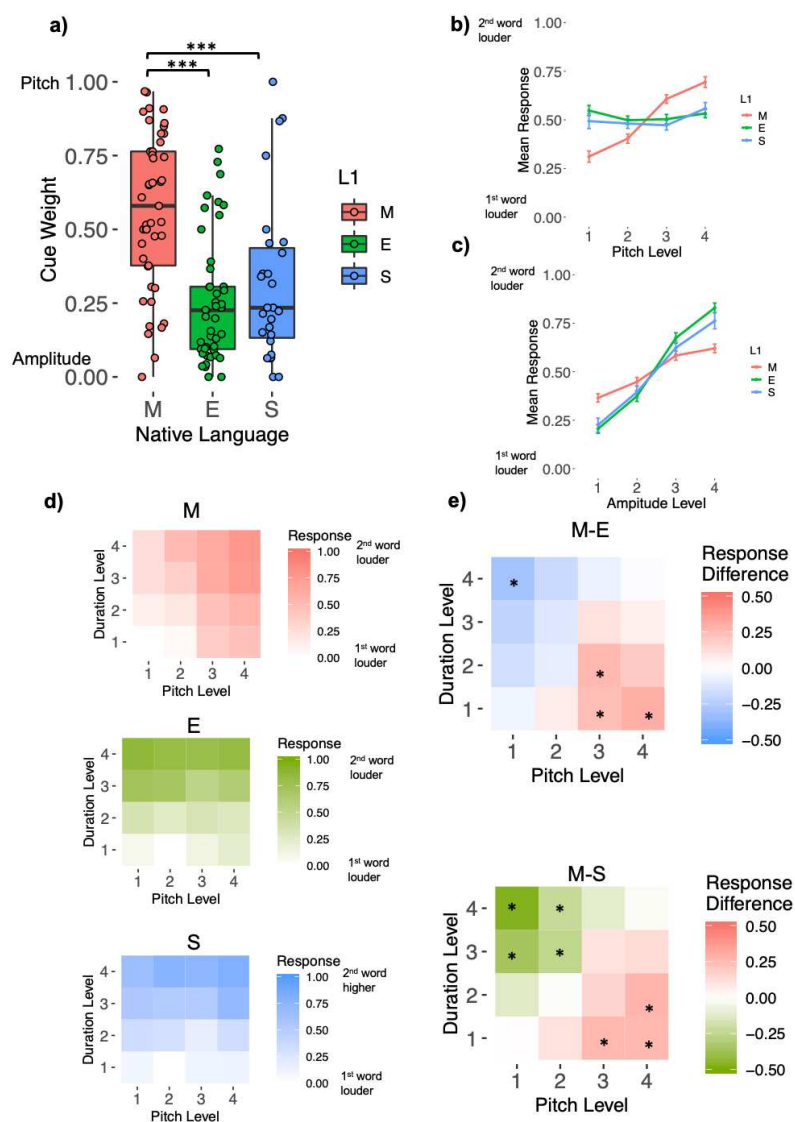 a)
***
***
Pitch 1.00
0.75
0.50
0.25
Amplitude
0.00
Cue Weight
M E S
Native Language
L1
M
E
S
b)
2nd word
louder
1.00
0.75
0.50
0.25
1st word
louder
0.00
Mean Response
1 2 3 4
Pitch Level
L1
M
E
S
c)
2nd word
louder
1.00
0.75
0.50
0.25
1st word
louder
0.00
Mean Response
1 2 3 4
Amplitude Level
L1
M
E
S
d)
M
4
3
2
1
Duration Level
1 2 3 4
Pitch Level
Response
1.00
0.75
0.50
0.25
0.00
2nd word
louder
1st word
louder
E
4
3
2
1
Duration Level
1 2 3 4
Pitch Level
Response
1.00
0.75
0.50
0.25
0.00
2nd word
louder
1st word
louder
S
4
3
2
1
Duration Level
1 2 3 4
Pitch Level
Response
1.00
0.75
0.50
0.25
0.00
2nd word
higher
1st word
louder
e)
M-E
4
3
2
1
Duration Level
*
*
* *
1 2 3 4
Pitch Level
Response
Difference
0.50
0.25
0.00
−0.25
−0.50
M-S
4
3
2
1
Duration Level
* *
* *
*
* *
1 2 3 4
Pitch Level
Response
Difference
0.50
0.25
0.00
−0.25
−0.50